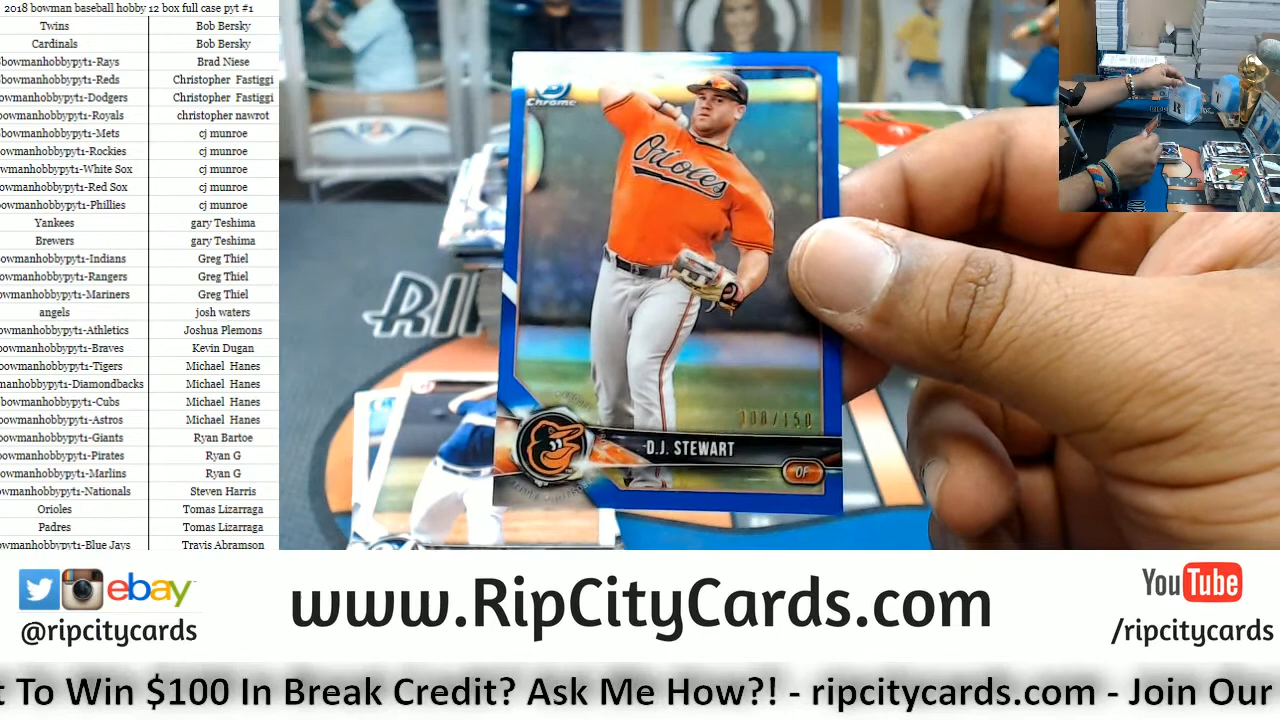 2018 bowman baseball hobby 12 box full case pyt #1
Twins Bob Bersky
Cardinals Bob Bersky
bowmanhobbypyt1-Rays Brad Niese
bowmanhobbypyt1-Reds Christopher Fastiggi
owmanhobbypyt1-Dodgers Christopher Fastiggi
owmanhobbypyt1-Royals christopher nawrot
bowmanhobbypyt1-Mets cj munroe
owmanhobbypyt1-Rockies cj munroe
wmanhobbypyt1-White Sox cj munroe
wmanhobbypyt1-Red Sox cj munroe
owmanhobbypyt1-Phillies cj munroe
Yankees gary Teshima
Brewers gary Teshima
owmanhobbypyt1-Indians Greg Thiel
owmanhobbypyt1-Rangers Greg Thiel
owmanhobbypyt1-Mariners Greg Thiel
angels josh waters
owmanhobbypyt1-Athletics Joshua Plemons
owmanhobbypyt1-Braves Kevin Dugan
owmanhobbypyt1-Tigers Michael Hanes
manhobbypyt1-Diamondbacks Michael Hanes
bowmanhobbypyt1-Cubs Michael Hanes
owmanhobbypyt1-Astros Michael Hanes
owmanhobbypyt1-Giants Ryan Bartoe
owmanhobbypyt1-Pirates Ryan G
owmanhobbypyt1-Marlins Ryan G
owmanhobbypyt1-Nationals Steven Harris
Orioles Tomas Lizarraga
Padres Tomas Lizarraga
owmanhobbypyt1-Blue Jays Travis Abramson
Chrome
Orioles
/150
D.J. STEWART
OF
RIP
R
ebay
@ripcitycards
www.RipCityCards.com
YouTube
/ripcitycards
t To Win $100 In Break Credit? Ask Me How?! - ripcitycards.com - Join Our